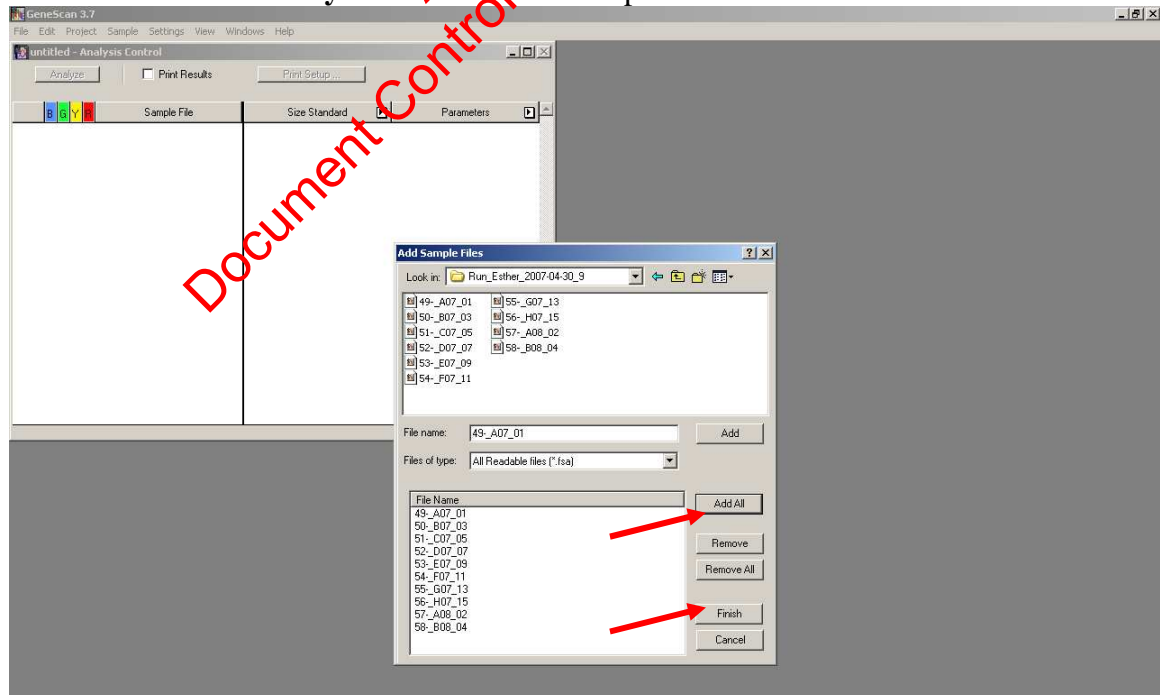 GeneScan 3.7
File Edit Project Sample Settings View Windows Help
untitled - Analysis Control
Analyze Print Results Print Setup ...
B G Y R Sample File Size Standard Parameters
Document Control
Add Sample Files
Look in: Run_Esther_2007-04-30_9
49-_A07_01 55-_G07_13
50-_B07_03 56-_H07_15
51-_C07_05 57-_A08_02
52-_D07_07 58-_B08_04
53-_E07_09
54-_F07_11
File name: 49-_A07_01 Add
Files of type: All Readable files (*.fsa)
File Name
49-_A07_01
50-_B07_03
51-_C07_05
52-_D07_07
53-_E07_09
54-_F07_11
55-_G07_13
56-_H07_15
57-_A08_02
58-_B08_04
Add All
Remove
Remove All
Finish
Cancel